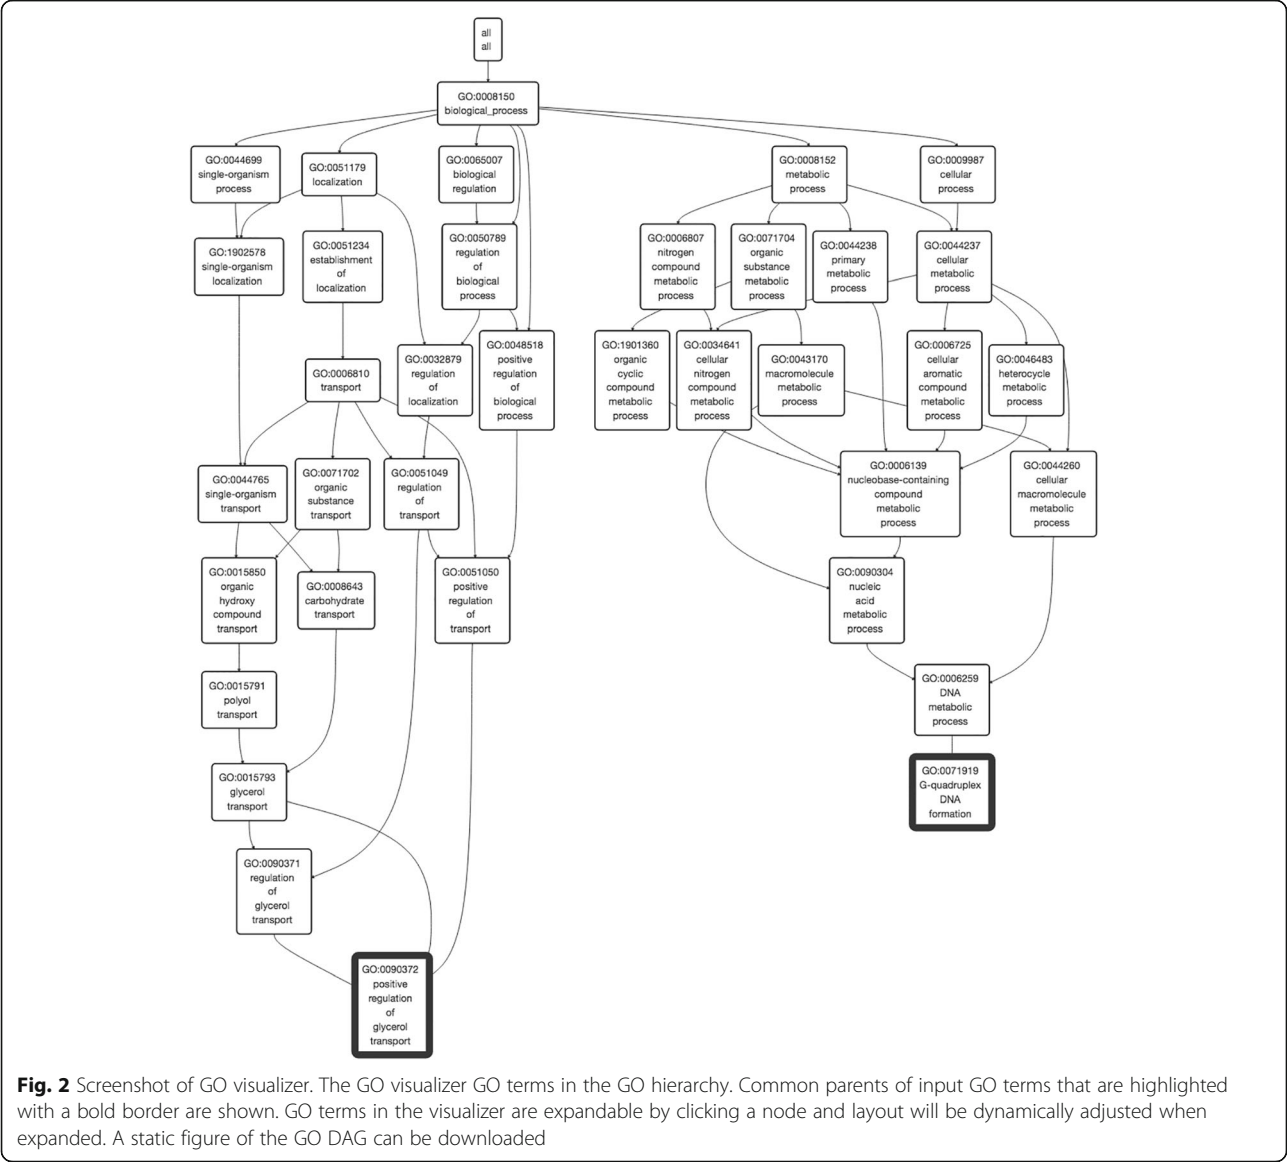 all
all
GO:0008150
biological_process
GO:0044699
single-organism
process
GO:0051179
localization
GO:0065007
biological
regulation
GO:0008152
metabolic
process
GO:0009987
cellular
process
GO:1902578
single-organism
localization
GO:0051234
establishment
of
localization
GO:0050789
regulation
of
biological
process
GO:0006807
nitrogen
compound
metabolic
process
GO:0071704
organic
substance
metabolic
process
GO:0044238
primary
metabolic
process
GO:0044237
cellular
metabolic
process
GO:0006810
transport
GO:0032879
regulation
of
localization
GO:0048518
positive
regulation
of
biological
process
GO:1901360
organic
cyclic
compound
metabolic
process
GO:0034641
cellular
nitrogen
compound
metabolic
process
GO:0043170
macromolecule
metabolic
process
GO:0006725
cellular
aromatic
compound
metabolic
process
GO:0046483
heterocycle
metabolic
process
GO:0044765
single-organism
transport
GO:0071702
organic
substance
transport
GO:0051049
regulation
of
transport
GO:0006139
nucleobase-containing
compound
metabolic
process
GO:0044260
cellular
macromolecule
metabolic
process
GO:0015850
organic
hydroxy
compound
transport
GO:0008643
carbohydrate
transport
GO:0051050
positive
regulation
of
transport
GO:0090304
nucleic
acid
metabolic
process
GO:0015791
polyol
transport
GO:0006259
DNA
metabolic
process
GO:0015793
glycerol
transport
GO:0071919
G-quadruplex
DNA
formation
GO:0090371
regulation
of
glycerol
transport
GO:0090372
positive
regulation
of
glycerol
transport
Fig. 2 Screenshot of GO visualizer. The GO visualizer GO terms in the GO hierarchy. Common parents of input GO terms that are highlighted
with a bold border are shown. GO terms in the visualizer are expandable by clicking a node and layout will be dynamically adjusted when
expanded. A static figure of the GO DAG can be downloaded